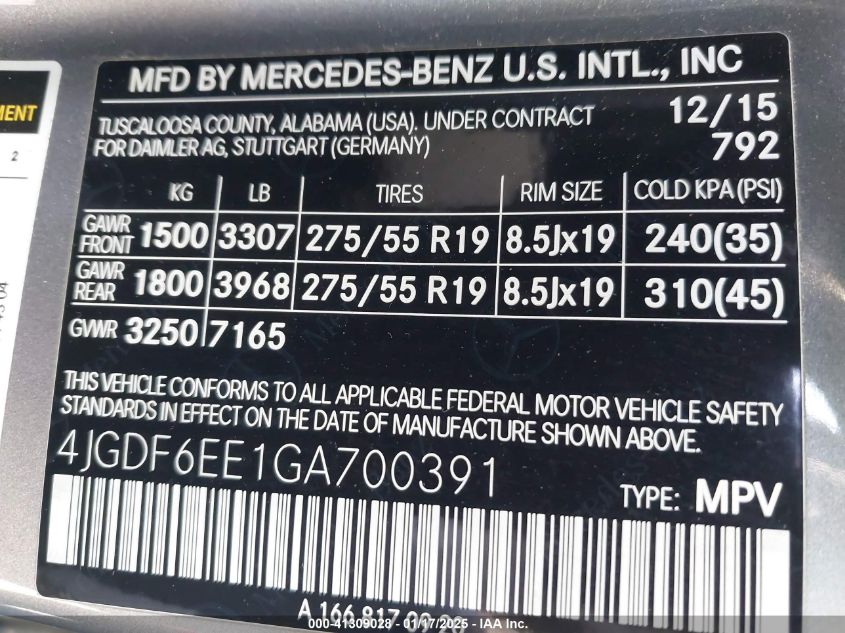 MENT
2
MFD BY MERCEDES-BENZ U.S. INTL., INC
TUSCALOOSA COUNTY, ALABAMA (USA). UNDER CONTRACT 12/15
FOR DAIMLER AG, STUTTGART (GERMANY) 792
KG LB TIRES RIM SIZE COLD KPA(PSI)
GAWR FRONT 1500 3307 275/55 R19 8.5Jx19 240(35)
GAWR REAR 1800 3968 275/55 R19 8.5Jx19 310(45)
GVWR 3250 7165
THIS VEHICLE CONFORMS TO ALL APPLICABLE FEDERAL MOTOR VEHICLE SAFETY
STANDARDS IN EFFECT ON THE DATE OF MANUFACTURE SHOWN ABOVE.
4JGDF6EE1GA700391
TYPE: MPV
A 166 817
000-41309028 - 01/17/2025 - IAA Inc.